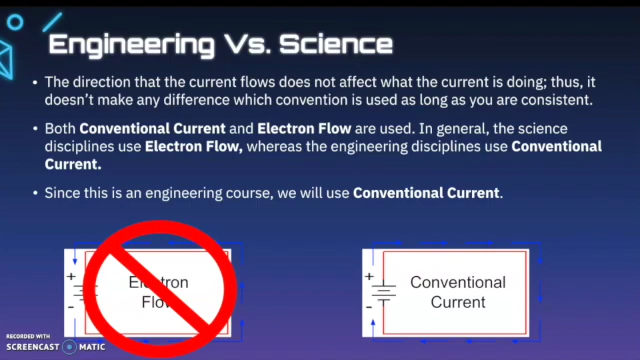 Engineering Vs. Science
• The direction that the current flows does not affect what the current is doing; thus, it
doesn't make any difference which convention is used as long as you are consistent.
• Both Conventional Current and Electron Flow are used. In general, the science
disciplines use Electron Flow, whereas the engineering disciplines use Conventional
Current.
• Since this is an engineering course, we will use Conventional Current.
+
-
Electron
Flow
+
-
Conventional
Current
RECORDED WITH
SCREENCAST MATIC